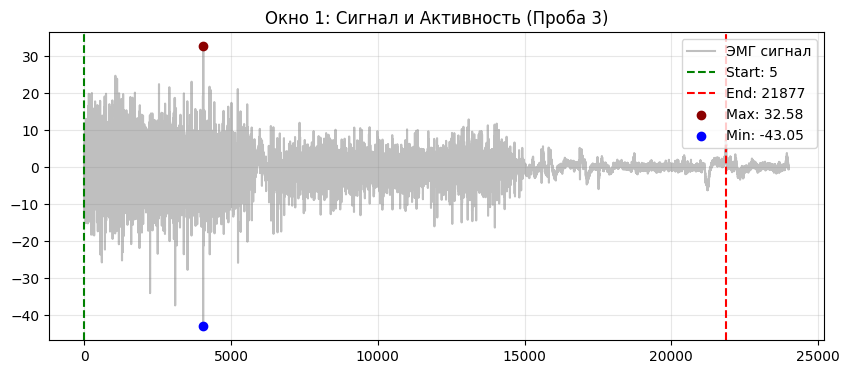 Окно 1: Сигнал и Активность (Проба 3)
30
20
10
0
−10
−20
−30
−40
0
5000
10000
15000
20000
25000
ЭМГ сигнал
Start: 5
End: 21877
Max: 32.58
Min: -43.05